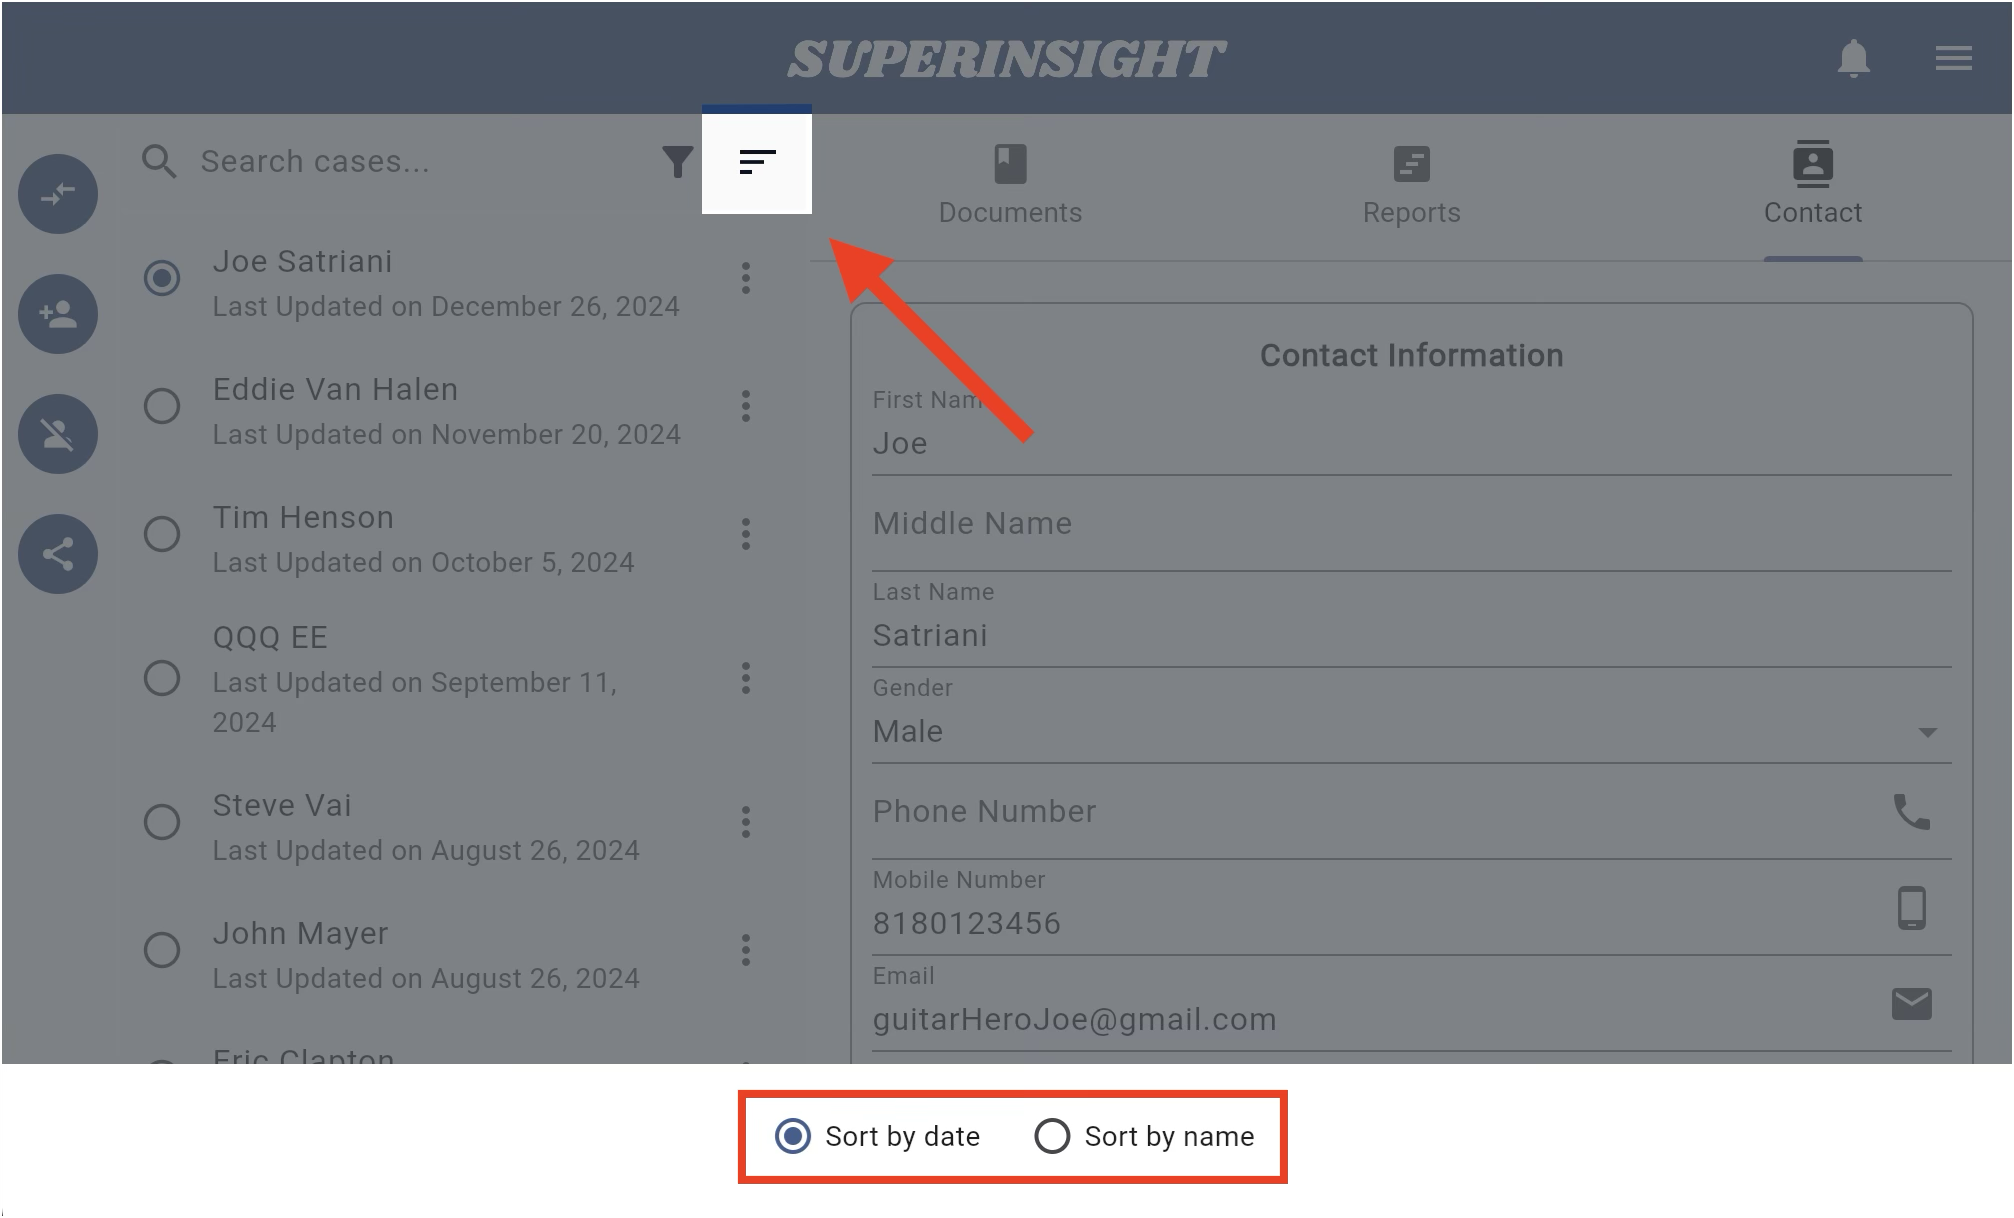 SUPERINSIGHT
Search cases...
Documents
Reports
Contact
Joe Satriani
Last Updated on December 26, 2024
Eddie Van Halen
Last Updated on November 20, 2024
Tim Henson
Last Updated on October 5, 2024
QQQ EE
Last Updated on September 11,
2024
Steve Vai
Last Updated on August 26, 2024
John Mayer
Last Updated on August 26, 2024
Eric Clapton
Contact Information
First Nam
Joe
Middle Name
Last Name
Satriani
Gender
Male
Phone Number
Mobile Number
8180123456
Email
guitarHeroJoe@gmail.com
Sort by date
Sort by name